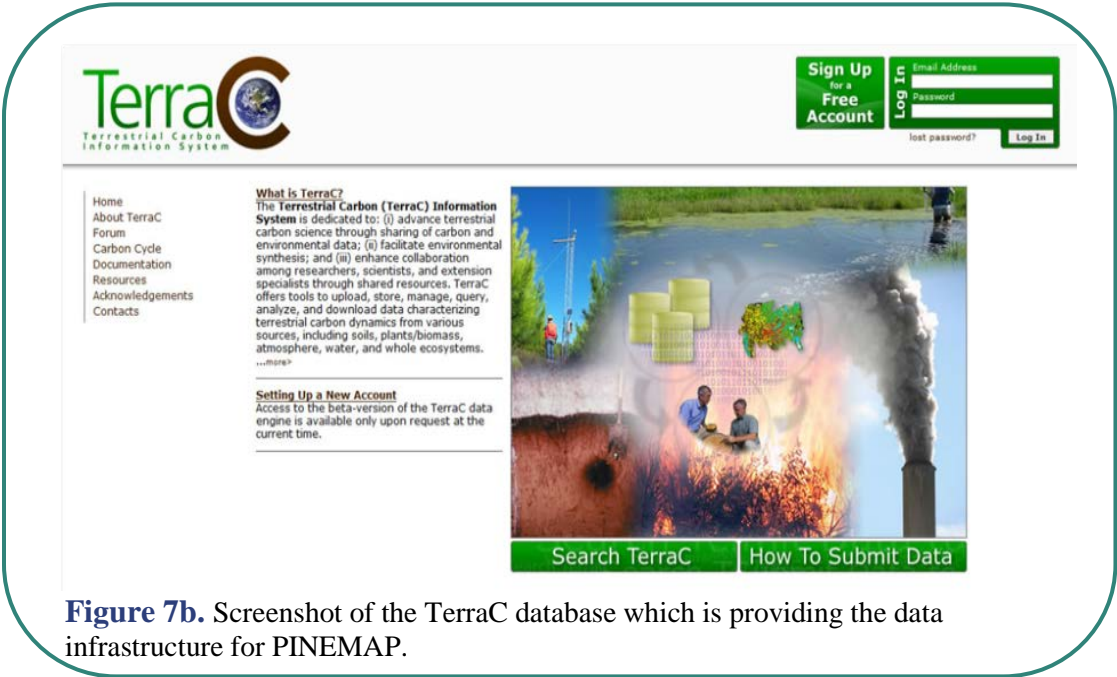 TerraC
Terrestrial Carbon
Information System
Sign Up
for a
Free
Account
Log In
Email Address
Password
lost password?
Log In
Home
About TerraC
Forum
Carbon Cycle
Documentation
Resources
Acknowledgements
Contacts
What is TerraC?
The Terrestrial Carbon (TerraC) Information
System is dedicated to: (i) advance terrestrial
carbon science through sharing of carbon and
environmental data; (ii) facilitate environmental
synthesis; and (iii) enhance collaboration
among researchers, scientists, and extension
specialists through shared resources. TerraC
offers tools to upload, store, manage, query,
analyze, and download data characterizing
terrestrial carbon dynamics from various
sources, including soils, plants/biomass,
atmosphere, water, and whole ecosystems.
...more>
Setting Up a New Account
Access to the beta-version of the TerraC data
engine is available only upon request at the
current time.
Search TerraC
How To Submit Data
Figure 7b. Screenshot of the TerraC database which is providing the data
infrastructure for PINEMAP.